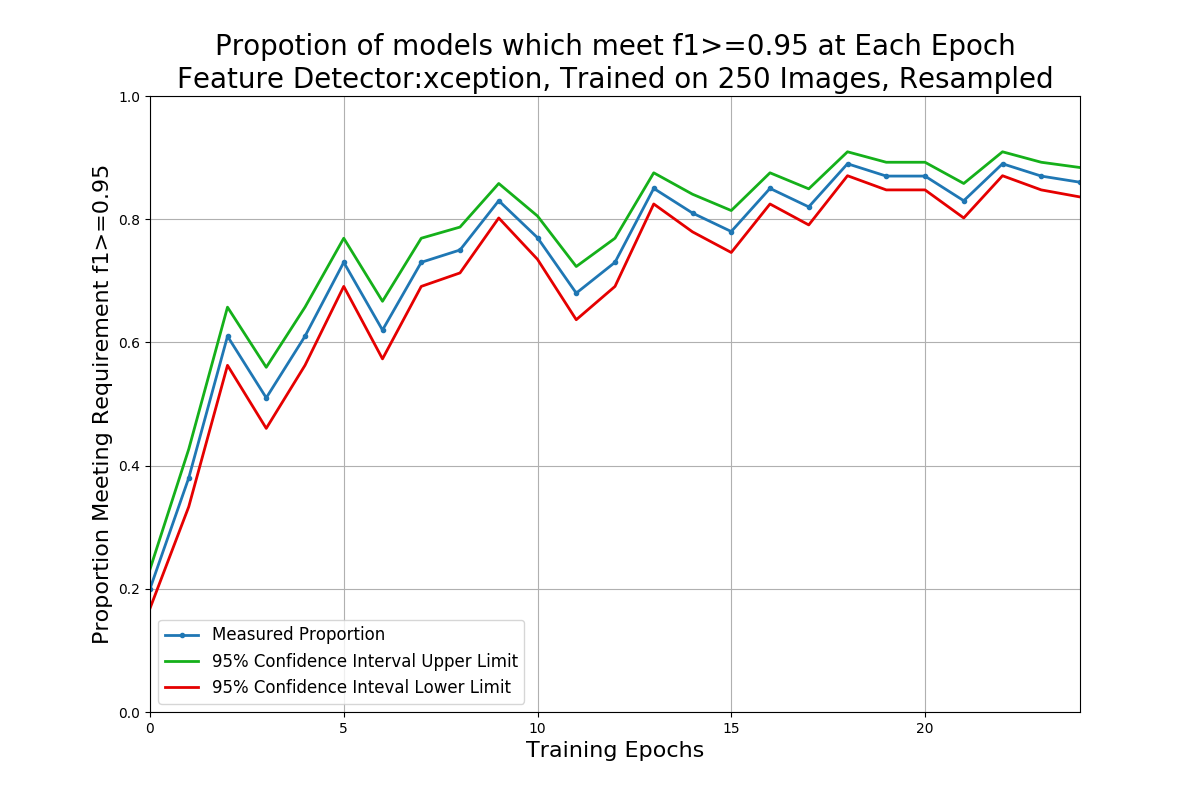 Propotion of models which meet f1>=0.95 at Each Epoch
Feature Detector:xception, Trained on 250 Images, Resampled
Proportion Meeting Requirement f1>=0.95
1.0
0.8
0.6
0.4
0.2
0.0
Measured Proportion
95% Confidence Interval Upper Limit
95% Confidence Inteval Lower Limit
0 5 10 15 20
Training Epochs